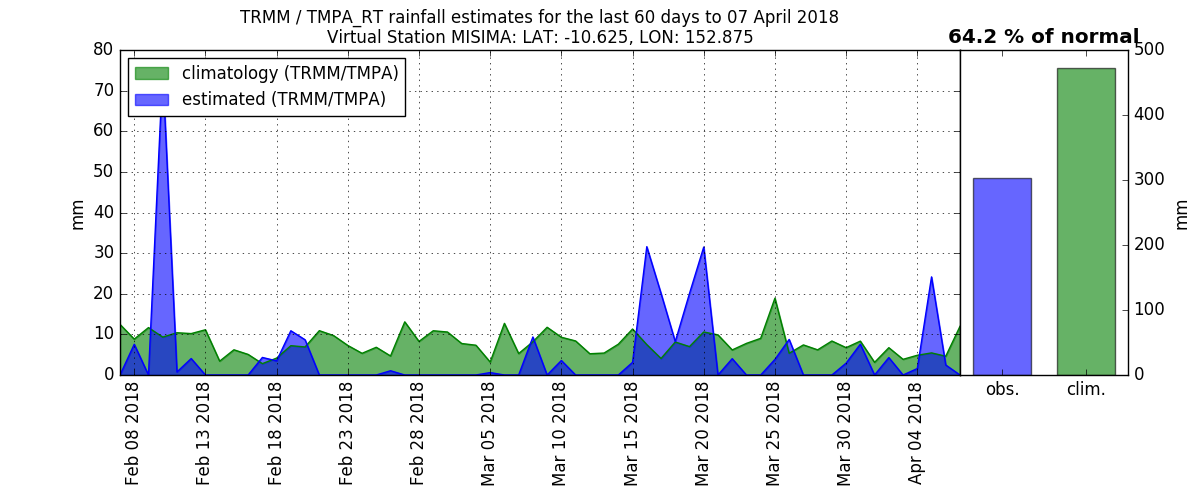 TRMM / TMPA_RT rainfall estimates for the last 60 days to 07 April 2018
Virtual Station MISIMA: LAT: -10.625, LON: 152.875
64.2 % of normal
climatology (TRMM/TMPA)
estimated (TRMM/TMPA)
80
70
60
50
40
30
20
10
0
mm
500
400
300
200
100
0
mm
Feb 08 2018
Feb 13 2018
Feb 18 2018
Feb 23 2018
Feb 28 2018
Mar 05 2018
Mar 10 2018
Mar 15 2018
Mar 20 2018
Mar 25 2018
Mar 30 2018
Apr 04 2018
obs.
clim.